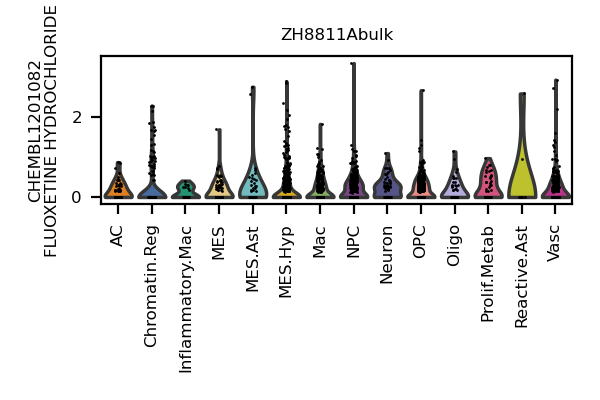 ZH8811Abulk
CHEMBL1201082
FLUOXETINE HYDROCHLORIDE
2
0
AC
Chromatin.Reg
Inflammatory.Mac
MES
MES.Ast
MES.Hyp
Mac
NPC
Neuron
OPC
Oligo
Prolif.Metab
Reactive.Ast
Vasc